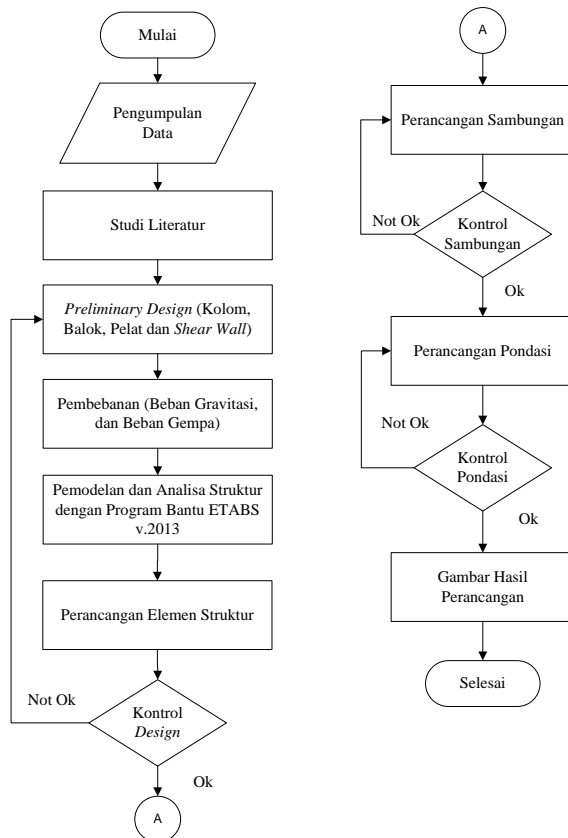 Mulai
Pengumpulan
Data
Studi Literatur
Preliminary Design (Kolom,
Balok, Pelat dan Shear Wall)
Pembebanan (Beban Gravitasi,
dan Beban Gempa)
Pemodelan dan Analisa Struktur
dengan Program Bantu ETABS
v.2013
Perancangan Elemen Struktur
Not Ok
Kontrol
Design
Ok
A
A
Perancangan Sambungan
Not Ok
Kontrol
Sambungan
Ok
Perancangan Pondasi
Not Ok
Kontrol
Pondasi
Ok
Gambar Hasil
Perancangan
Selesai